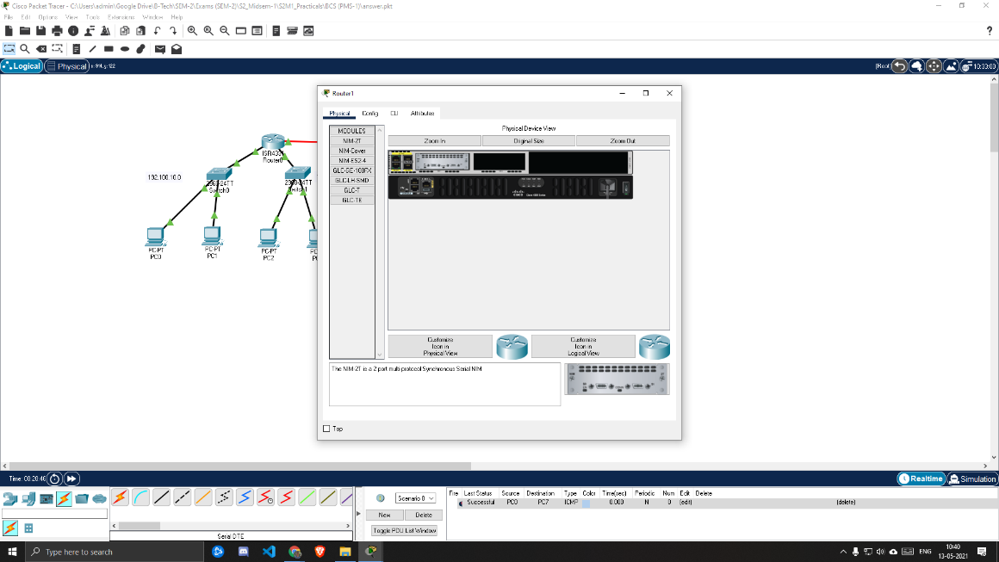 Cisco Packet Tracer - C:\Users\admin\Google Drive\B-Tech\SEM-2\Exams (SEM-2)\S2_Midsem-1\S2M1_Practicals\BCS (PMS-1)\answer.pkt
File Edit Options View Tools Extensions Window Help
Logical
Physical
[Root]
10:30:00
Router1
Physical Config CLI Attributes
MODULES
NIM-2T
NIM-Cover
NIM-ES2-4
GLC-GE-100FX
GLC-LH-SMD
GLC-T
GLC-TE
Physical Device View
Zoom In Original Size Zoom Out
ISR4331
Router0
192.168.10.0
2960-24TT
Switch0
2960-24TT
Switch1
PC-PT
PC0
PC-PT
PC1
PC-PT
PC2
Customize
Icon in
Physical View
Customize
Icon in
Logical View
The NIM-2T is a 2 port multi protocol Synchronous Serial NIM
Top
Time: 00:20:46
Realtime
Simulation
Scenario 0
New Delete
Toggle PDU List Window
Serial DTE
Fire Last Status Source Destination Type Color Time(sec) Periodic Num Edit Delete
Successful PC0 PC7 ICMP 0.000 N 0 (edit) (delete)
Type here to search
ENG
10:40
13-05-2021